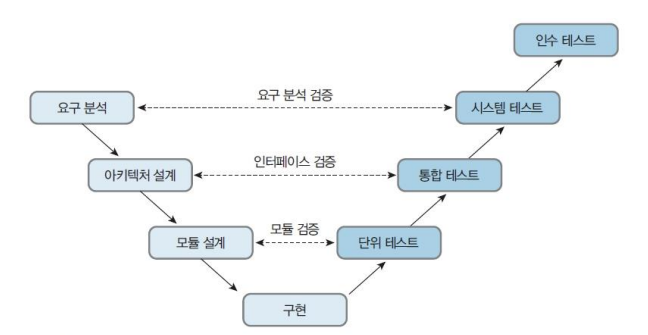 인수 테스트
요구 분석
요구 분석 검증
시스템 테스트
아키텍처 설계
인터페이스 검증
통합 테스트
모듈 설계
모듈 검증
단위 테스트
구현